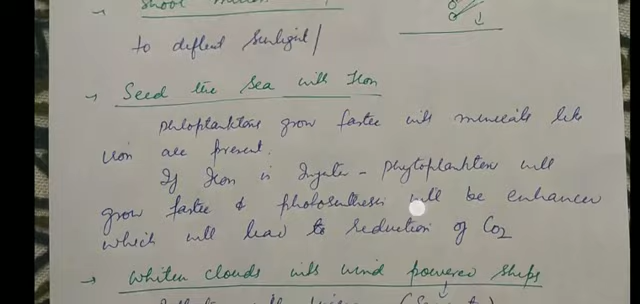 → Shoot
to deflect Sunlight/
→ Seed the Sea with Iron
phytoplanktons grow faster with minerals like
iron are present.
If Iron is - phytoplankton will
grow faster & photosynthesis will be enhanced
which will lead to reduction of CO2
→ Whiten clouds with wind powered ships